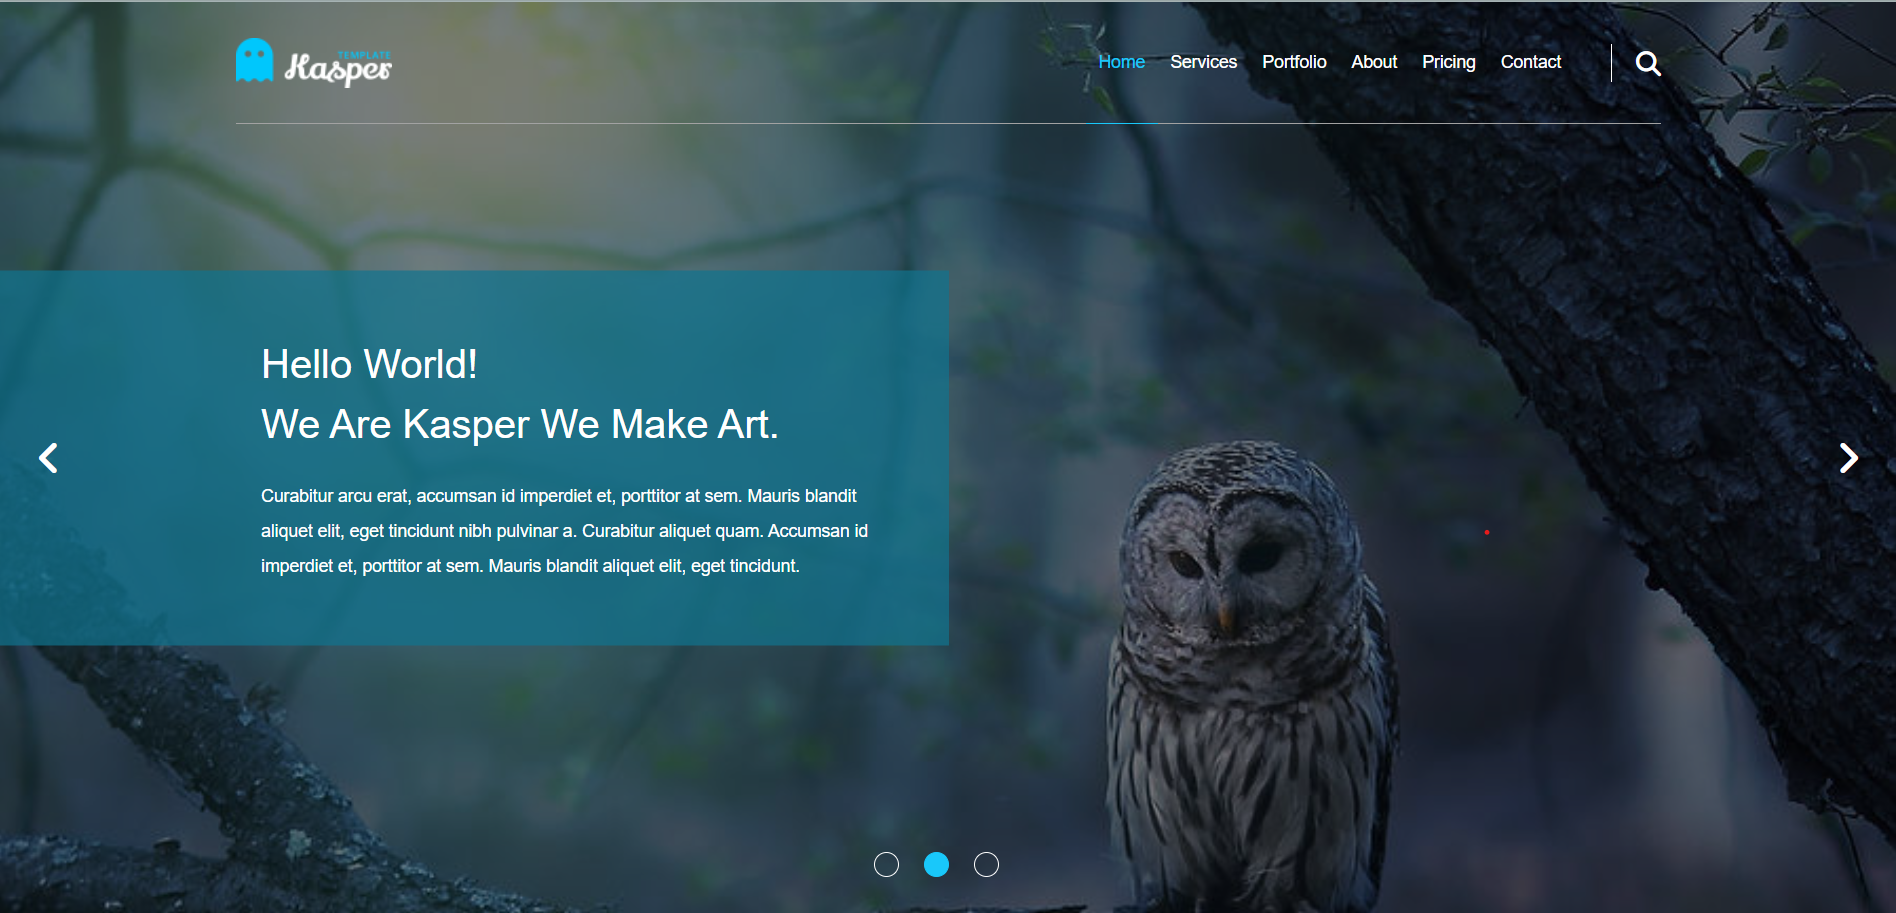 TEMPLATE
Kasper
Home Services Portfolio About Pricing Contact
Hello World!
We Are Kasper We Make Art.
Curabitur arcu erat, accumsan id imperdiet et, porttitor at sem. Mauris blandit
aliquet elit, eget tincidunt nibh pulvinar a. Curabitur aliquet quam. Accumsan id
imperdiet et, porttitor at sem. Mauris blandit aliquet elit, eget tincidunt.